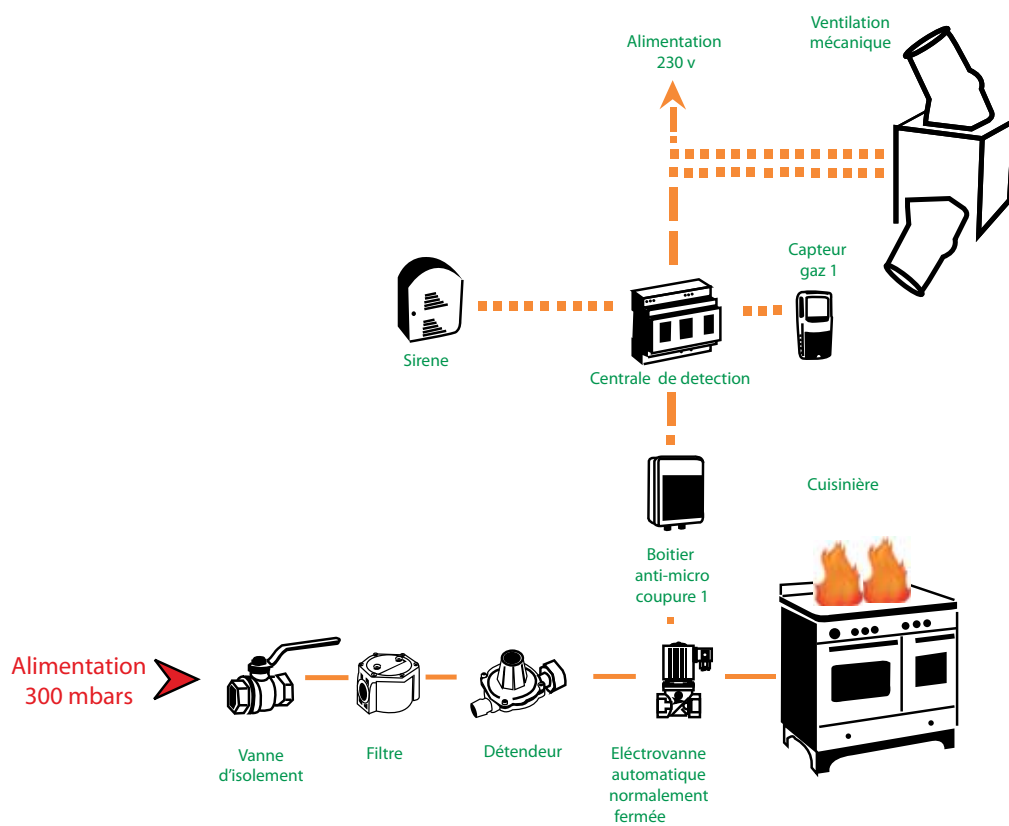 Ventilation
mécanique
Alimentation
230 v
Capteur
gaz 1
Sirene
Centrale de detection
Cuisinière
Boitier
anti-micro
coupure 1
Alimentation
300 mbars
Vanne
d'isolement
Filtre
Détendeur
Eléctrovanne
automatique
normalement
fermée